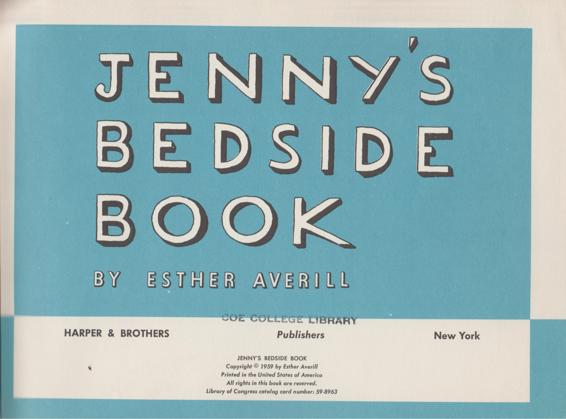 JENNY'S
BEDSIDE
BOOK
BY ESTHER AVERILL
COE COLLEGE LIBRARY
HARPER & BROTHERS Publishers New York
JENNY'S BEDSIDE BOOK
Copyright © 1959 by Esther Averill
Printed in the United States of America
All rights in this book are reserved.
Library of Congress catalog card number: 59-8963